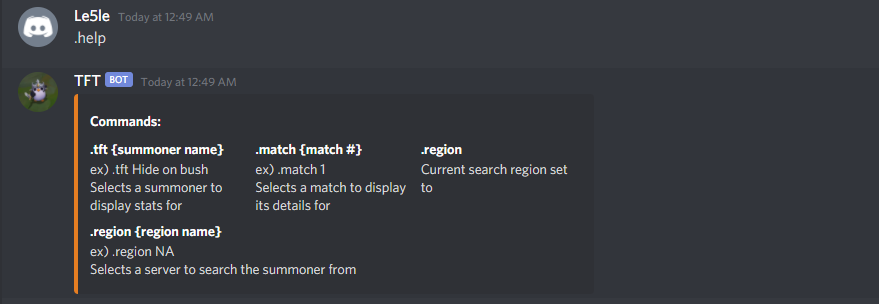 Le5le Today at 12:49 AM
.help
TFT BOT Today at 12:49 AM
Commands:
.tft {summoner name}
ex) .tft Hide on bush
Selects a summoner to
display stats for
.match {match #}
ex) .match 1
Selects a match to display
its details for
.region
Current search region set
to
.region {region name}
ex) .region NA
Selects a server to search the summoner from